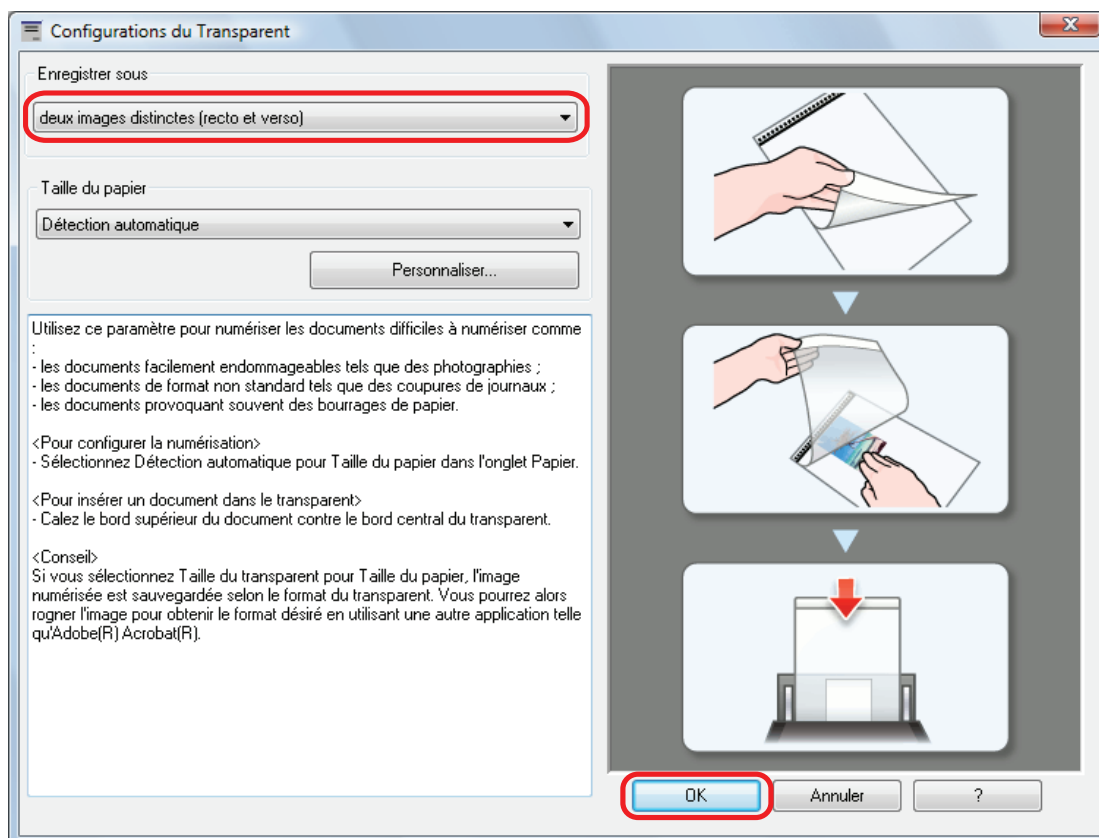 Configurations du Transparent
Enregistrer sous
deux images distinctes (recto et verso)
Taille du papier
Détection automatique
Personnaliser...
Utilisez ce paramètre pour numériser les documents difficiles à numériser comme
:
- les documents facilement endommageables tels que des photographies ;
- les documents de format non standard tels que des coupures de journaux ;
- les documents provoquant souvent des bourrages de papier.
<Pour configurer la numérisation>
- Sélectionnez Détection automatique pour Taille du papier dans l'onglet Papier.
<Pour insérer un document dans le transparent>
- Calez le bord supérieur du document contre le bord central du transparent.
<Conseil>
Si vous sélectionnez Taille du transparent pour Taille du papier, l'image
numérisée est sauvegardée selon le format du transparent. Vous pourrez alors
rogner l'image pour obtenir le format désiré en utilisant une autre application telle
qu'Adobe(R) Acrobat(R).
OK
Annuler
?